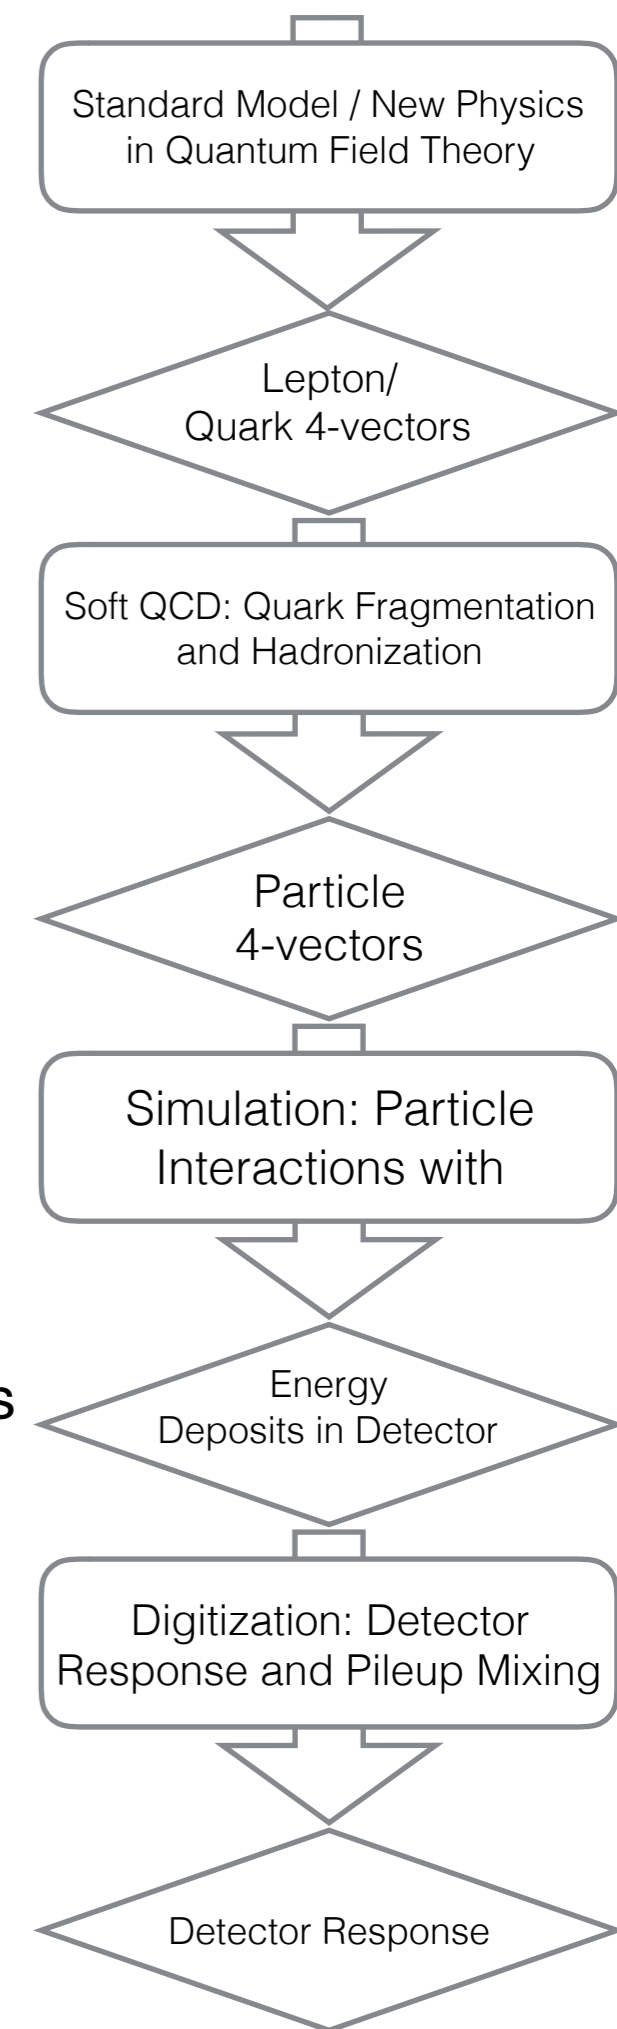 Standard Model / New Physics
in Quantum Field Theory
Lepton/
Quark 4-vectors
Soft QCD: Quark Fragmentation
and Hadronization
Particle
4-vectors
Simulation: Particle
Interactions with
s
Energy
Deposits in Detector
Digitization: Detector
Response and Pileup Mixing
Detector Response